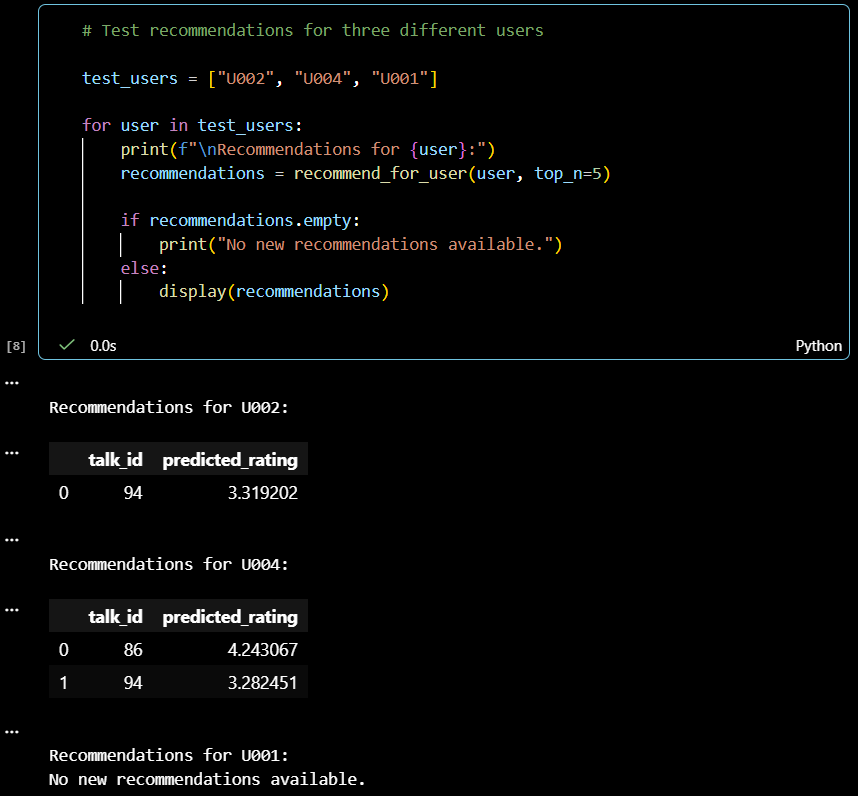 # Test recommendations for three different users
test_users = ["U002", "U004", "U001"]
for user in test_users:
print(f"\nRecommendations for {user}:")
recommendations = recommend_for_user(user, top_n=5)
if recommendations.empty:
print("No new recommendations available.")
else:
display(recommendations)
[8] 0.0s Python
...
Recommendations for U002:
...
talk_id predicted_rating
0 94 3.319202
...
Recommendations for U004:
...
talk_id predicted_rating
0 86 4.243067
1 94 3.282451
...
Recommendations for U001:
No new recommendations available.